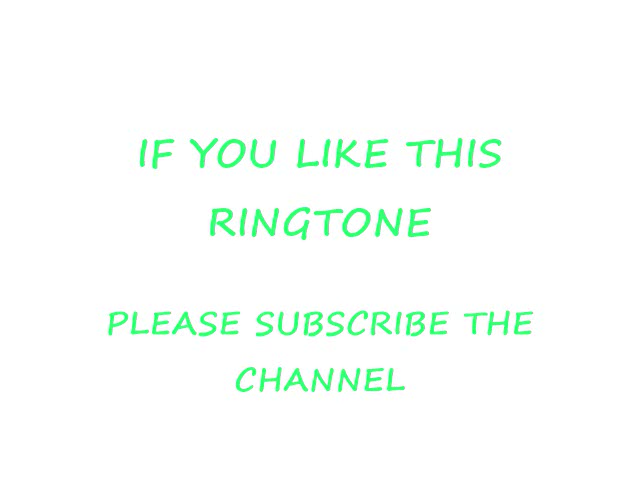 IF YOU LIKE THIS
RINGTONE
PLEASE SUBSCRIBE THE
CHANNEL